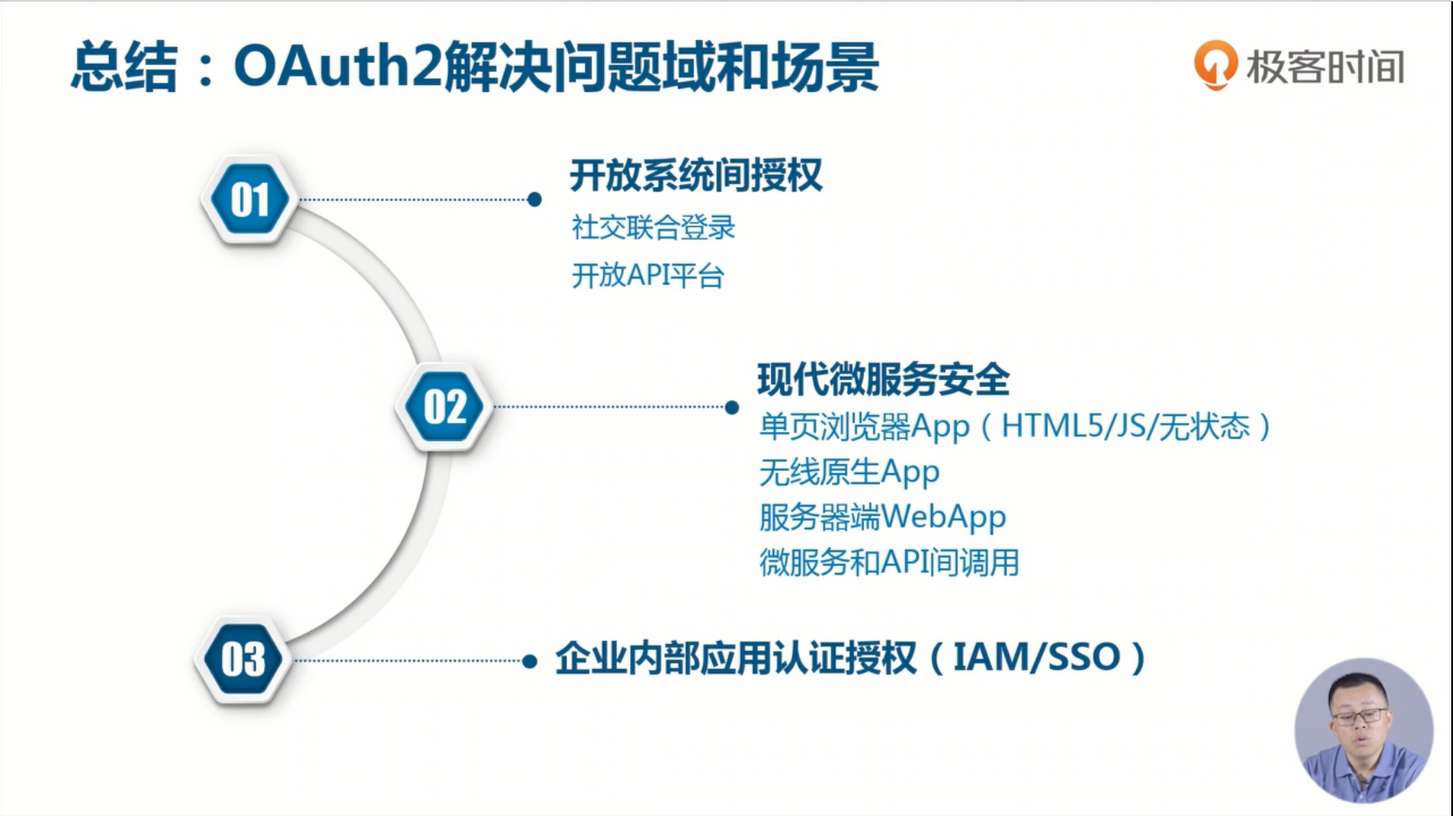 总结：OAuth2解决问题域和场景
极客时间
01
开放系统间授权
社交联合登录
开放API平台
02
现代微服务安全
单页浏览器App（HTML5/JS/无状态）
无线原生App
服务器端WebApp
微服务和API间调用
03
企业内部应用认证授权（IAM/SSO）